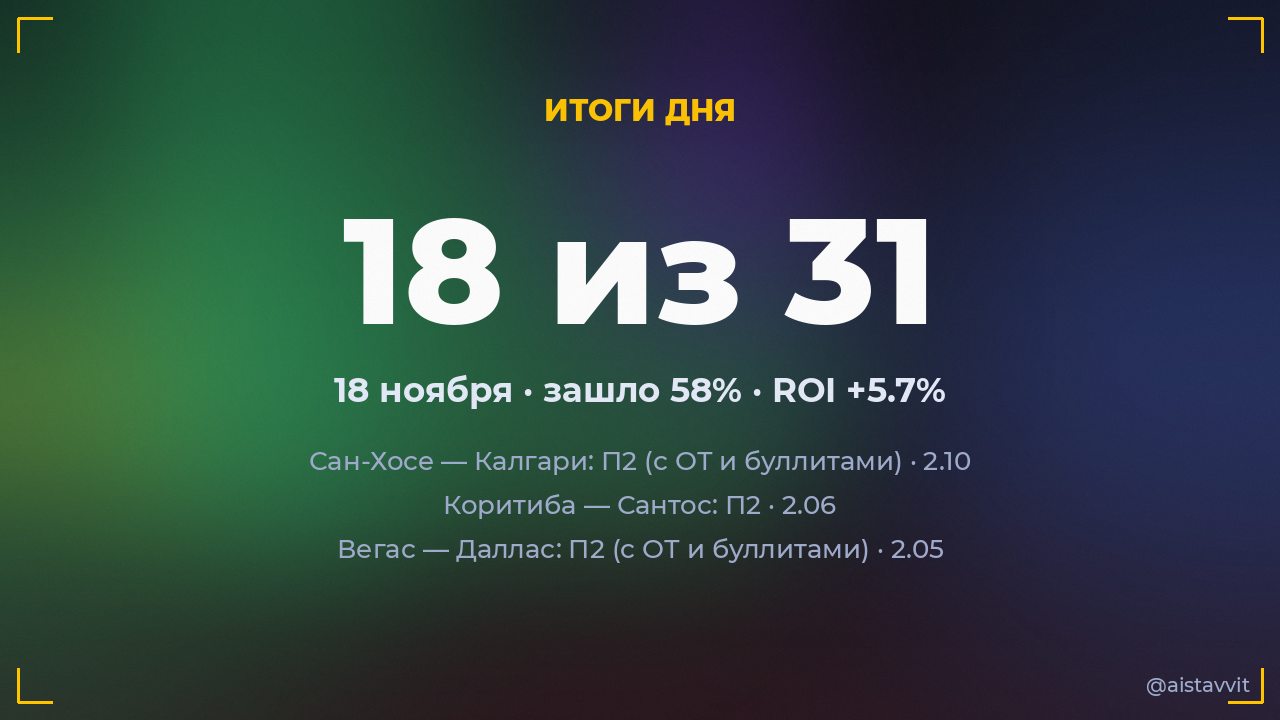 ИТОГИ ДНЯ
18 из 31
18 ноября · зашло 58% · ROI +5.7%
Сан-Хосе — Калгари: П2 (с ОТ и буллитами) · 2.10
Коритиба — Сантос: П2 · 2.06
Вегас — Даллас: П2 (с ОТ и буллитами) · 2.05
@aistavvit